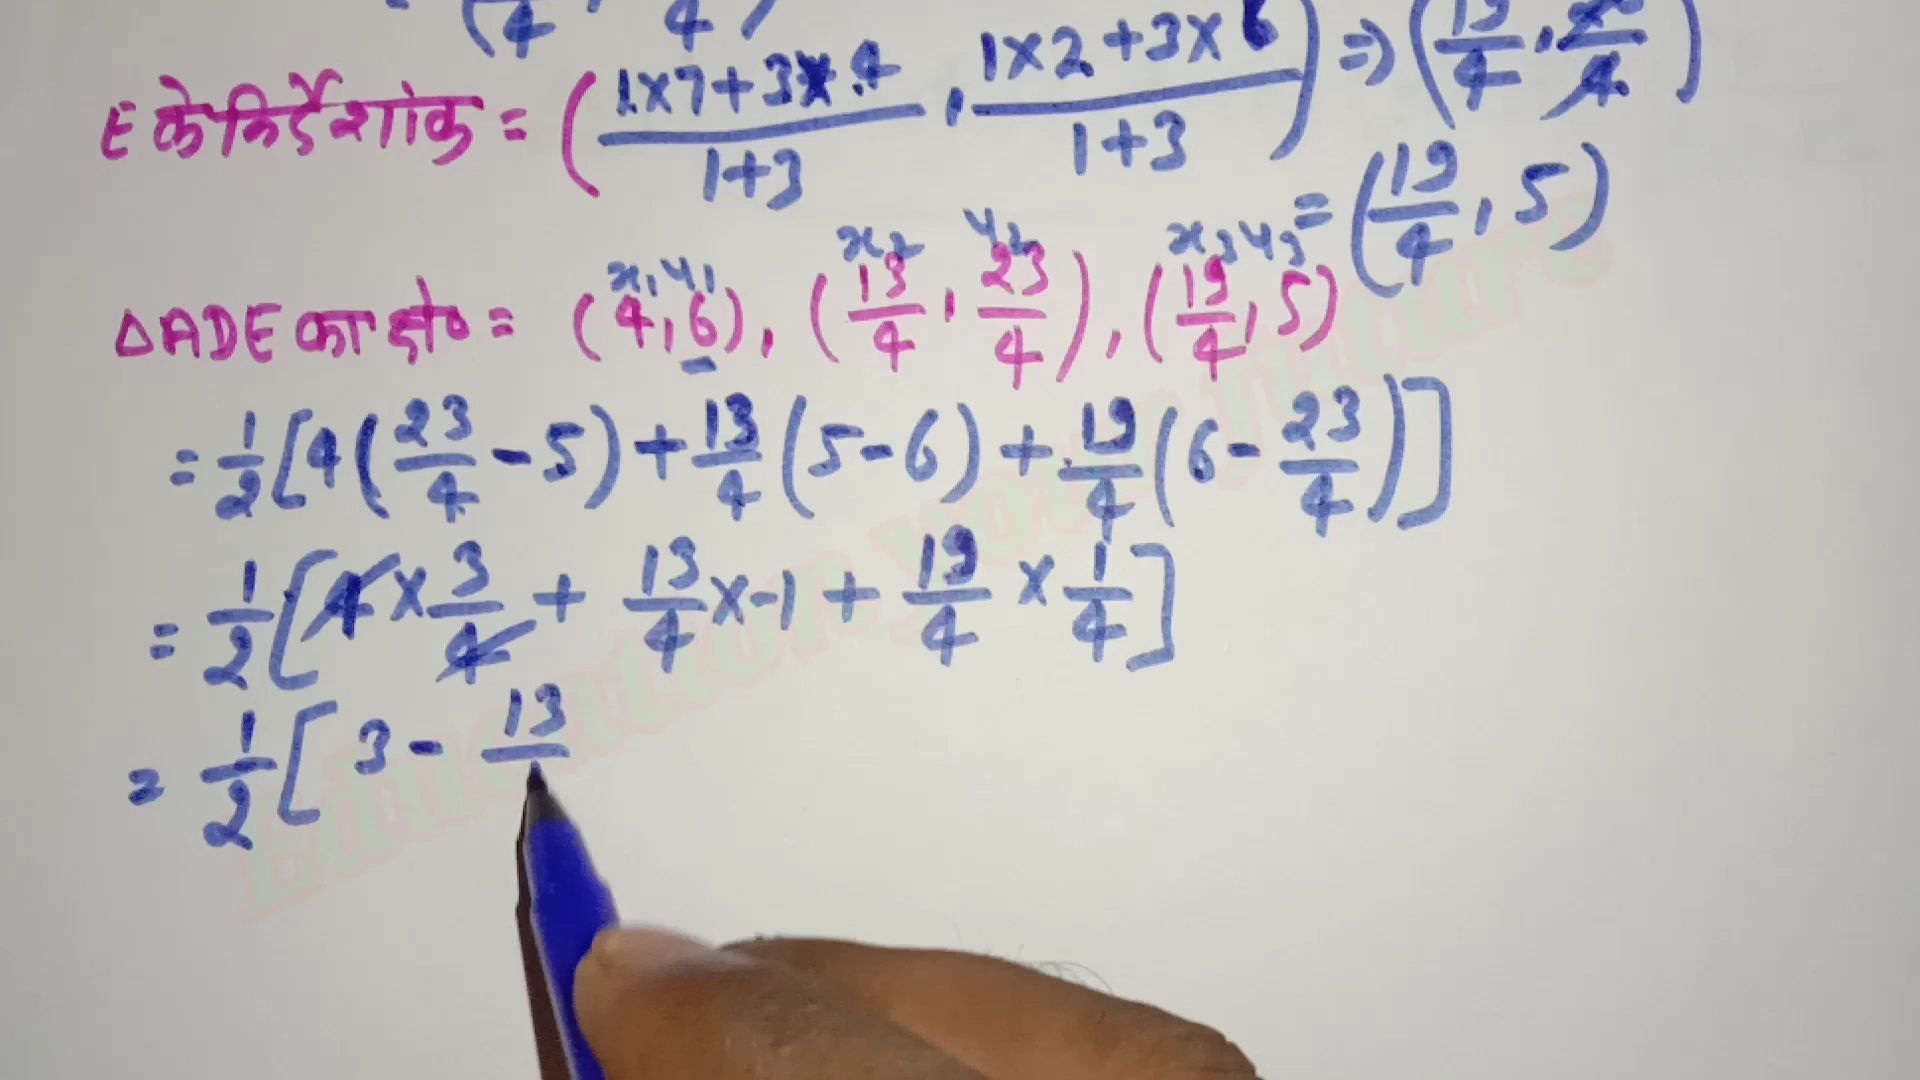 E के निर्देशांक = (1×7+3×4/1+3, 1×2+3×6/1+3) ⇒ (19/4, 20/4)
= (19/4, 5)
x₁ y₁ x₂ y₂ x₃ y₃
△ADE का क्षे० = (4, 6), (13/4, 23/4), (19/4, 5)
= 1/2 [4(23/4 - 5) + 13/4 (5 - 6) + 19/4 (6 - 23/4)]
= 1/2 [4 × 3/4 + 13/4 × -1 + 19/4 × 1/4]
= 1/2 [3 - 13/
Education your future